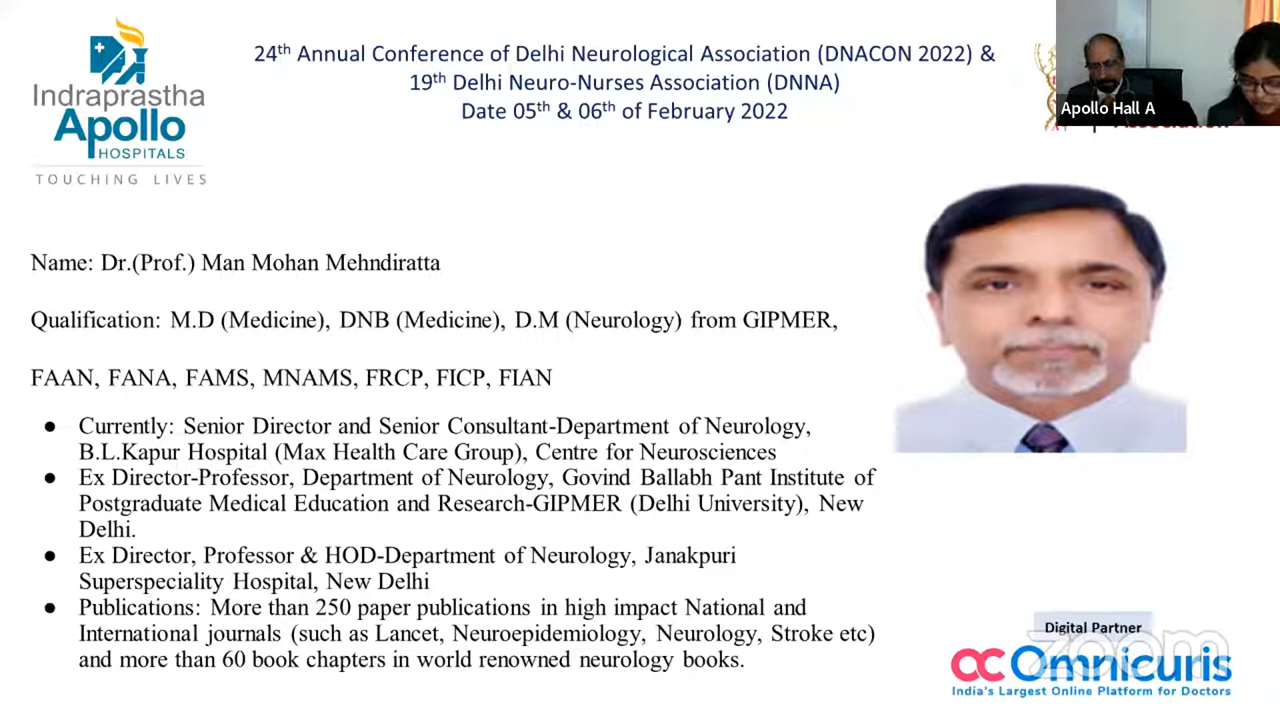 Indraprastha
Apollo
HOSPITALS
TOUCHING LIVES
24th Annual Conference of Delhi Neurological Association (DNACON 2022) &
19th Delhi Neuro-Nurses Association (DNNA)
Date 05th & 06th of February 2022
Apollo Hall A
Name: Dr.(Prof.) Man Mohan Mehndiratta
Qualification: M.D (Medicine), DNB (Medicine), D.M (Neurology) from GIPMER,
FAAN, FANA, FAMS, MNAMS, FRCP, FICP, FIAN
● Currently: Senior Director and Senior Consultant-Department of Neurology,
B.L.Kapur Hospital (Max Health Care Group), Centre for Neurosciences
● Ex Director-Professor, Department of Neurology, Govind Ballabh Pant Institute of
Postgraduate Medical Education and Research-GIPMER (Delhi University), New
Delhi.
● Ex Director, Professor & HOD-Department of Neurology, Janakpuri
Superspeciality Hospital, New Delhi
● Publications: More than 250 paper publications in high impact National and
International journals (such as Lancet, Neuroepidemiology, Neurology, Stroke etc)
and more than 60 book chapters in world renowned neurology books.
Digital Partner
zoom
Omnicuris
India's Largest Online Platform for Doctors